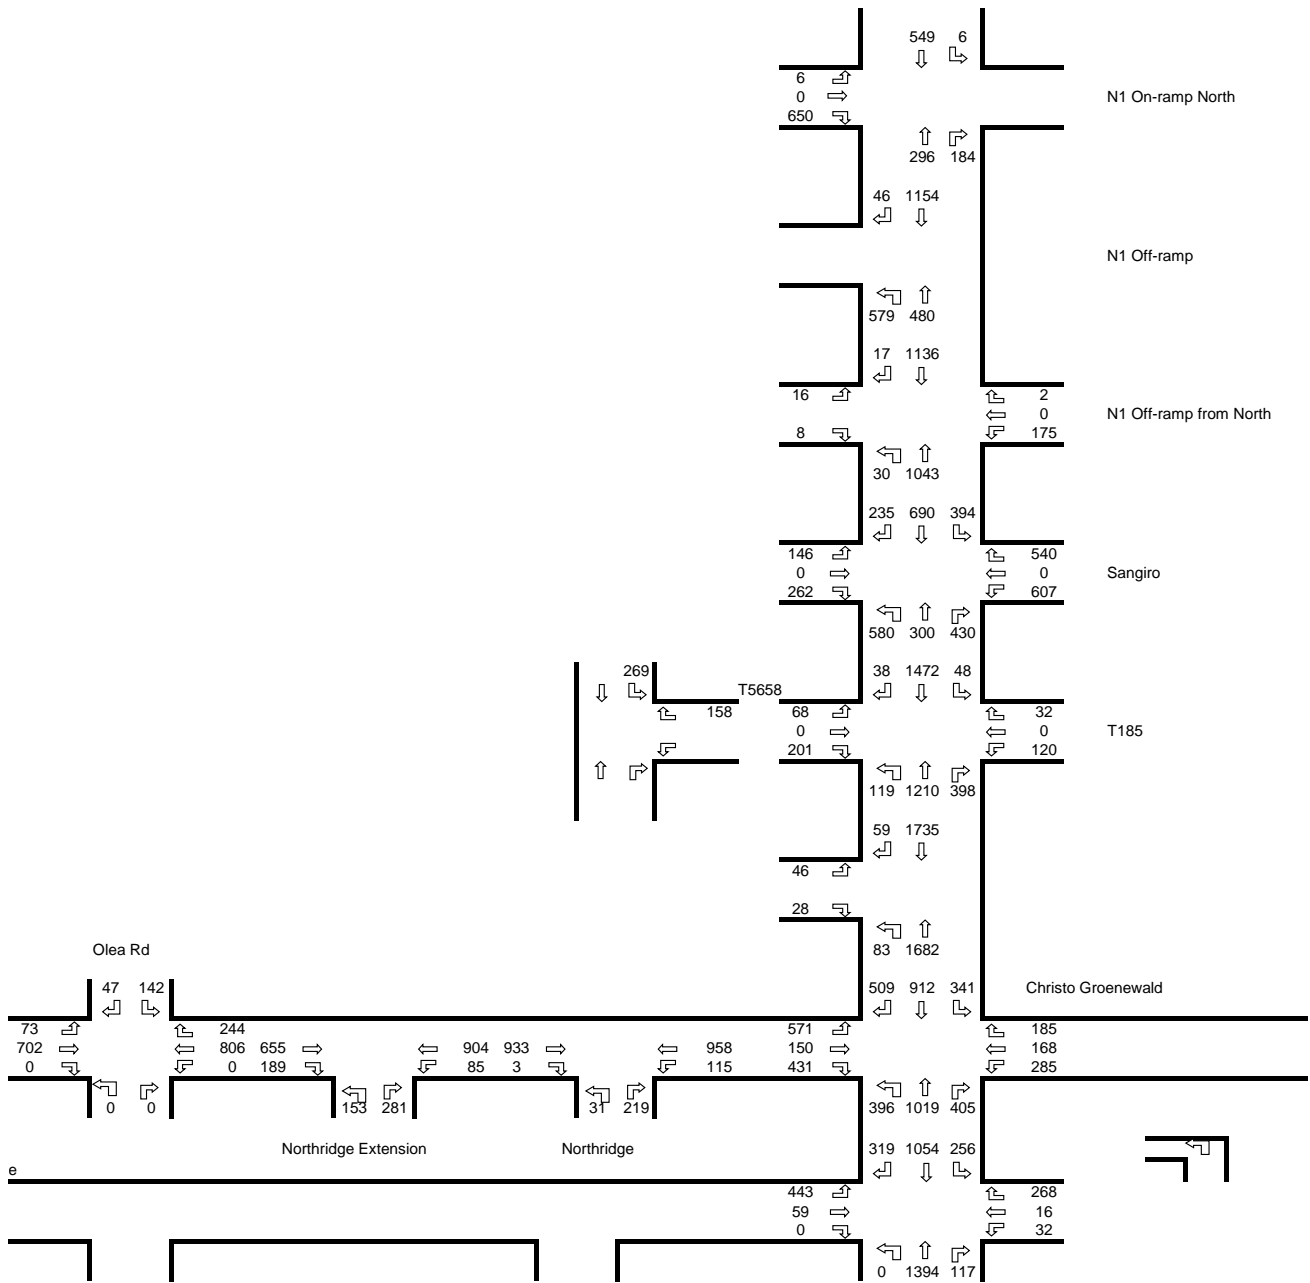 549 6
6
0
650
N1 On-ramp North
296 184
46 1154
N1 Off-ramp
579 480
17 1136
16 2
0 N1 Off-ramp from North
8 175
30 1043
235 690 394
146 540
0 0 Sangiro
262 607
580 300 430
269 38 1472 48
T5658
158 68 32
0 0 T185
201 120
119 1210 398
59 1735
46
28
83 1682
Olea Rd
47 142 509 912 341 Christo Groenewald
73 244 571 185
702 806 655 904 933 958 150 168
0 0 189 85 3 115 431 285
0 0 153 281 31 219 396 1019 405
Northridge Extension Northridge 319 1054 256
e
443 268
59 16
0 32
0 1394 117